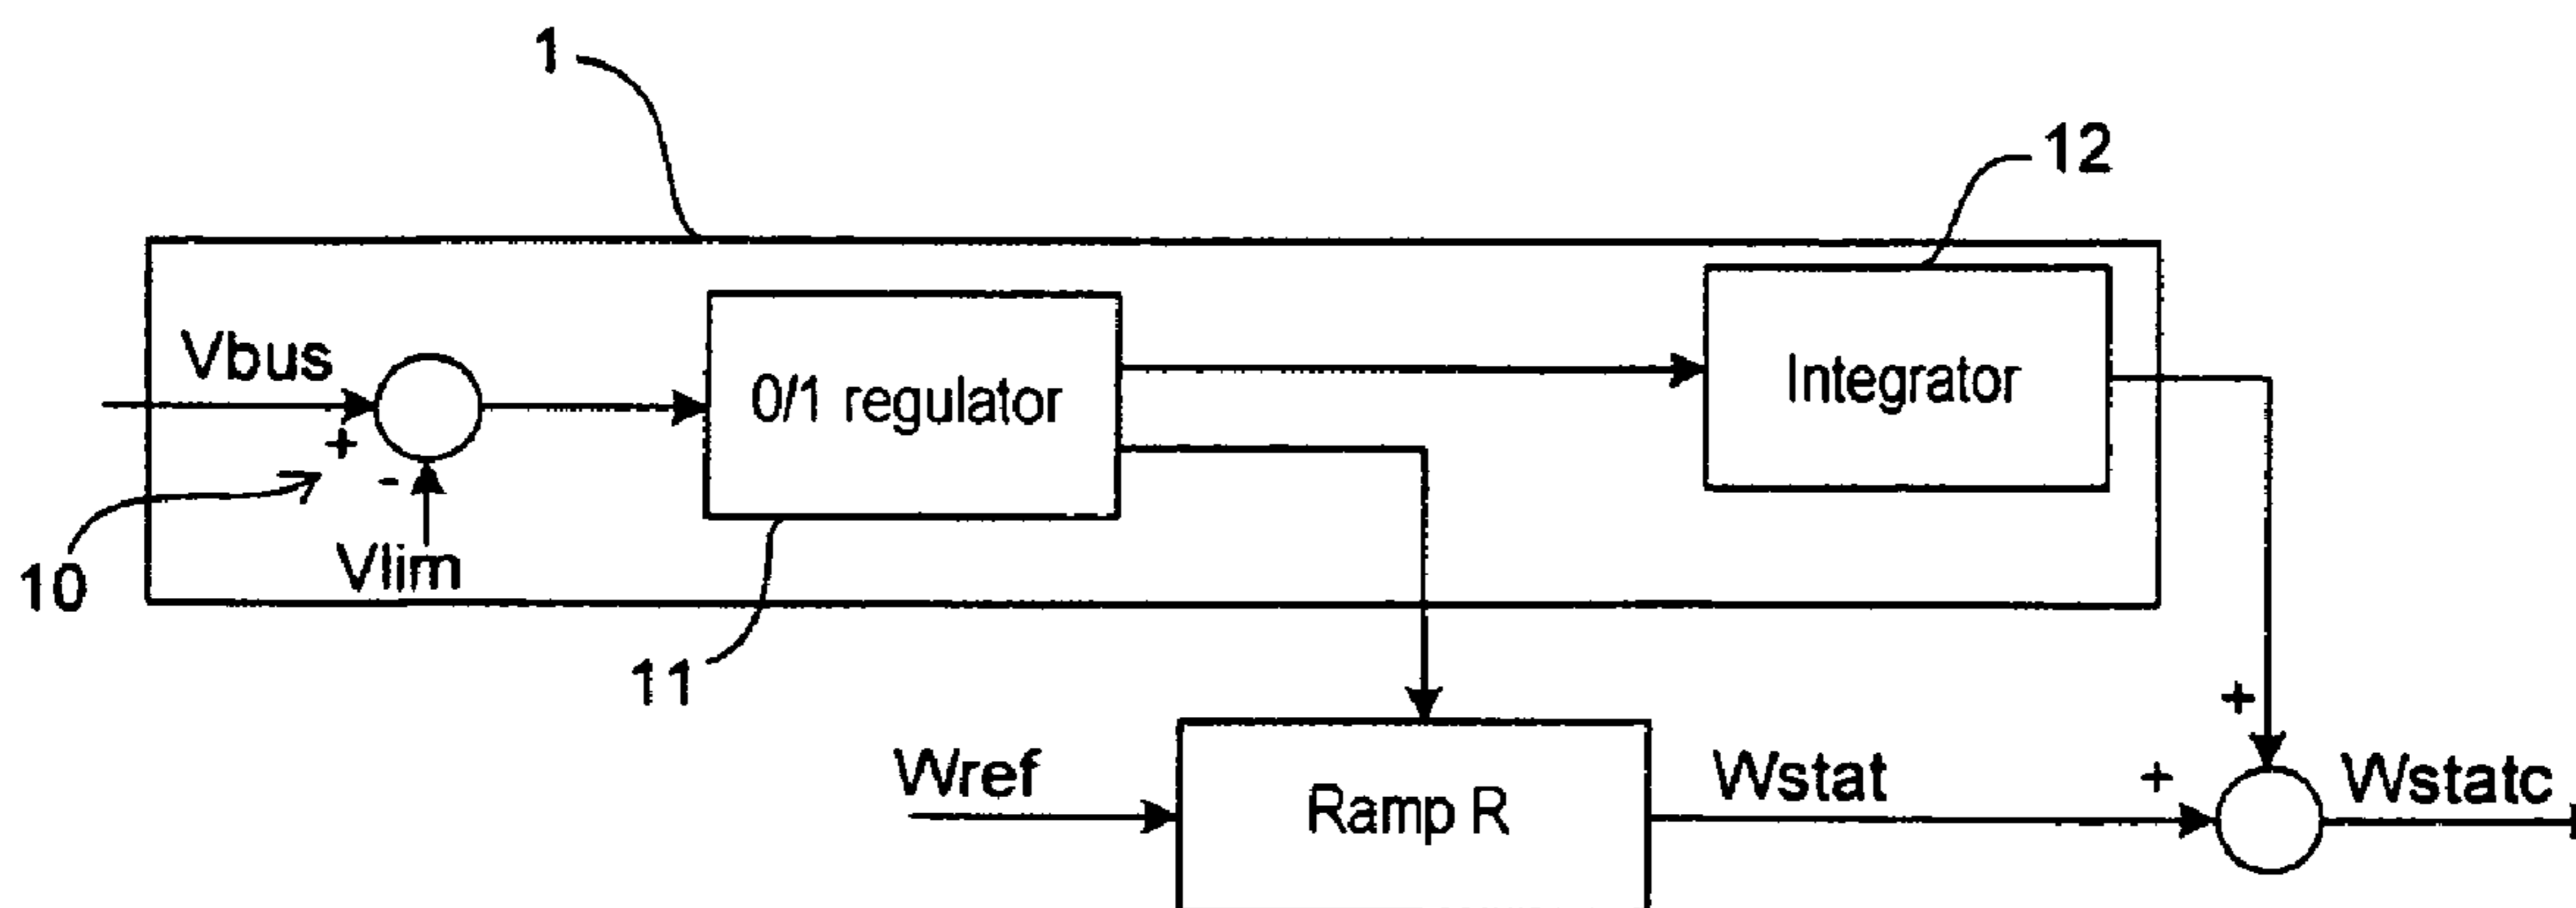 1
12
Vbus
0/1 regulator
Integrator
+
-
10
Vlim
11
+
Wref
Ramp R
Wstat
+
Wstatc